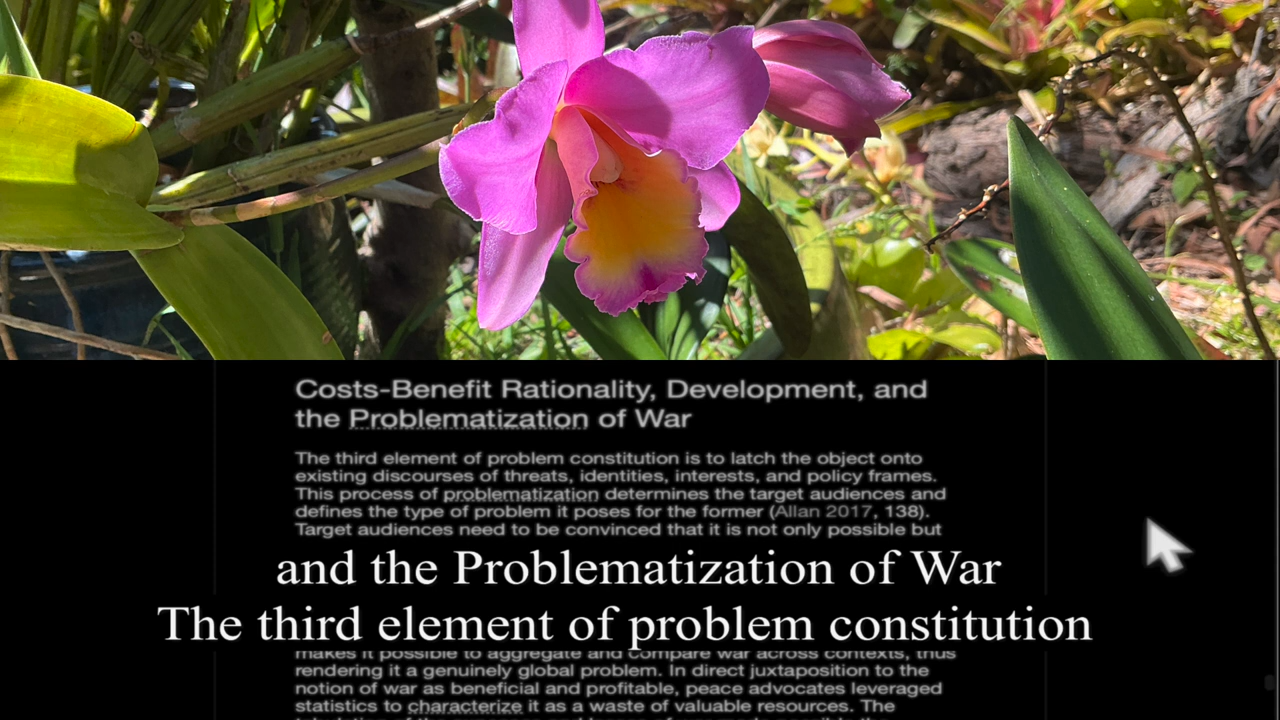 Costs-Benefit Rationality, Development, and
the Problematization of War
The third element of problem constitution is to latch the object onto
existing discourses of threats, identities, interests, and policy frames.
This process of problematization determines the target audiences and
defines the type of problem it poses for the former (Allan 2017, 138).
Target audiences need to be convinced that it is not only possible but
and the Problematization of War
The third element of problem constitution
makes it possible to aggregate and compare war across contexts, thus
rendering it a genuinely global problem. In direct juxtaposition to the
notion of war as beneficial and profitable, peace advocates leveraged
statistics to characterize it as a waste of valuable resources. The